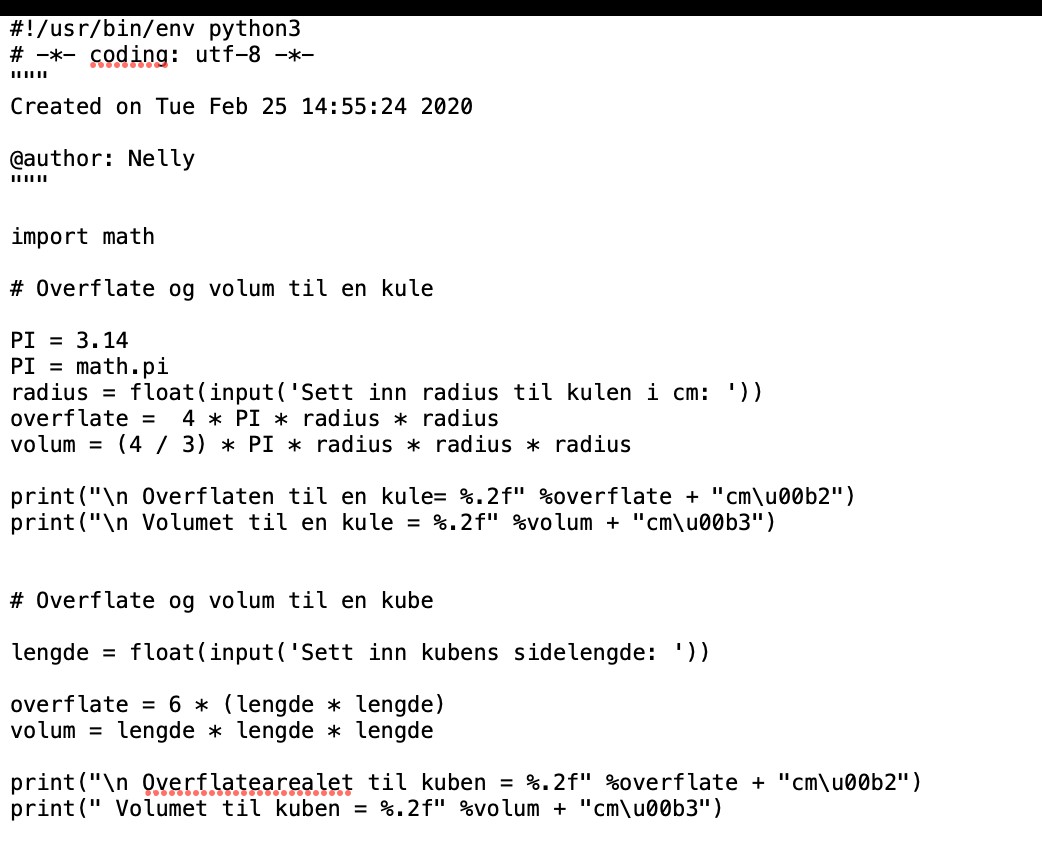 #!/usr/bin/env python3
# -*- coding: utf-8 -*-
"""
Created on Tue Feb 25 14:55:24 2020
@author: Nelly
"""
import math
# Overflate og volum til en kule
PI = 3.14
PI = math.pi
radius = float(input('Sett inn radius til kulen i cm: '))
overflate =  4 * PI * radius * radius
volum = (4 / 3) * PI * radius * radius * radius
print("\n Overflaten til en kule= %.2f" %overflate + "cm\u00b2")
print("\n Volumet til en kule = %.2f" %volum + "cm\u00b3")
# Overflate og volum til en kube
lengde = float(input('Sett inn kubens sidelengde: '))
overflate = 6 * (lengde * lengde)
volum = lengde * lengde * lengde
print("\n Overflatearealet til kuben = %.2f" %overflate + "cm\u00b2")
print(" Volumet til kuben = %.2f" %volum + "cm\u00b3")